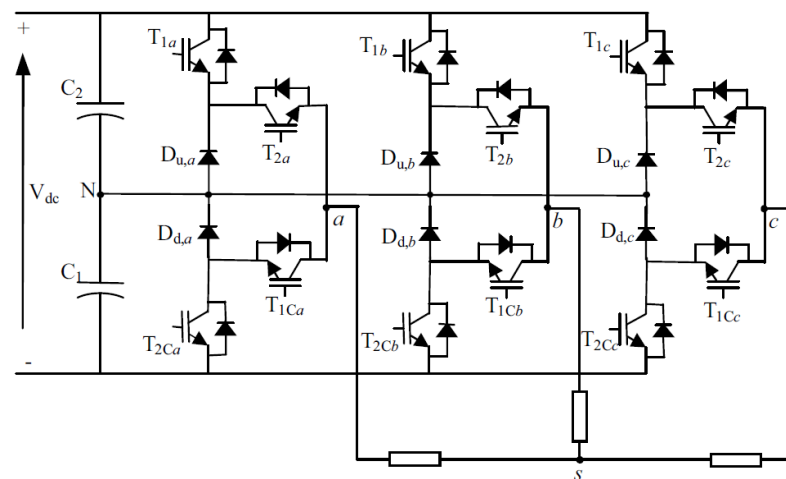 +
T1a
T1b
T1c
C2
T2a
T2b
T2c
Du,a
Du,b
Du,c
Vdc
N
a
b
c
Dd,a
Dd,b
Dd,c
C1
T1Ca
T1Cb
T1Cc
T2Ca
T2Cb
T2Cc
-
s